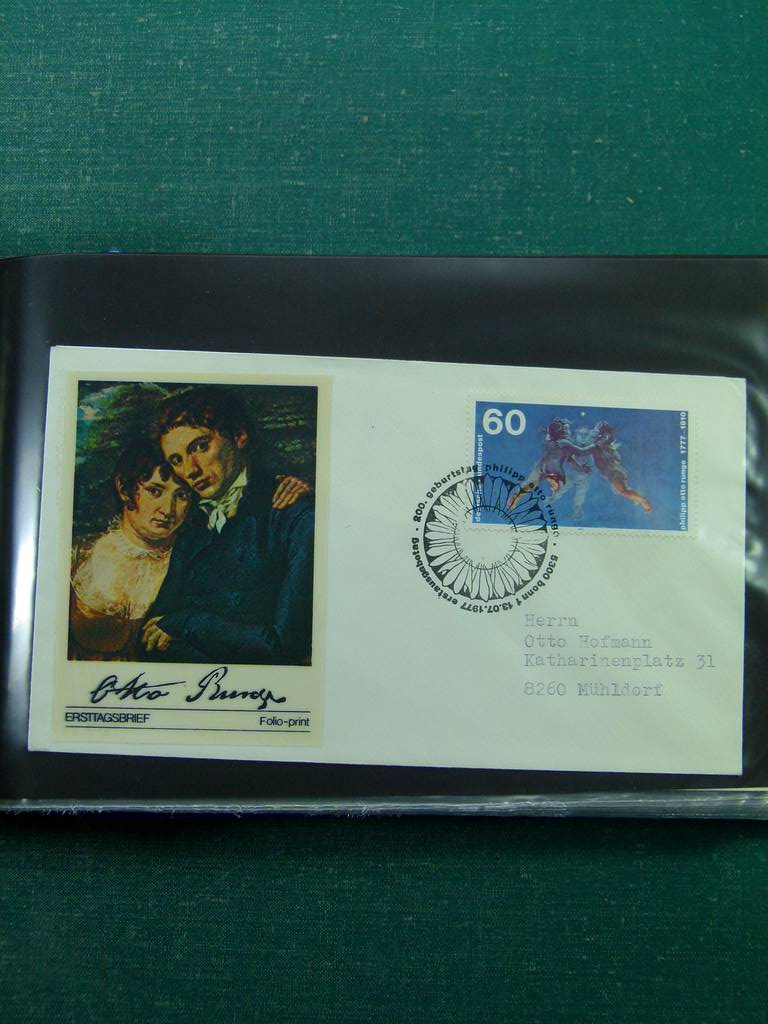 Otto Runge
ERSTTAGSBRIEF
Folio-print
60
deutsche bundespost
philipp otto runge 1777-1810
200. geburtstag philipp otto runge · 5300 bonn 1 13.07.1977 erstausgabetag ·
Herrn
Otto Hofmann
Katharinenplatz 31
8260 Mühldorf